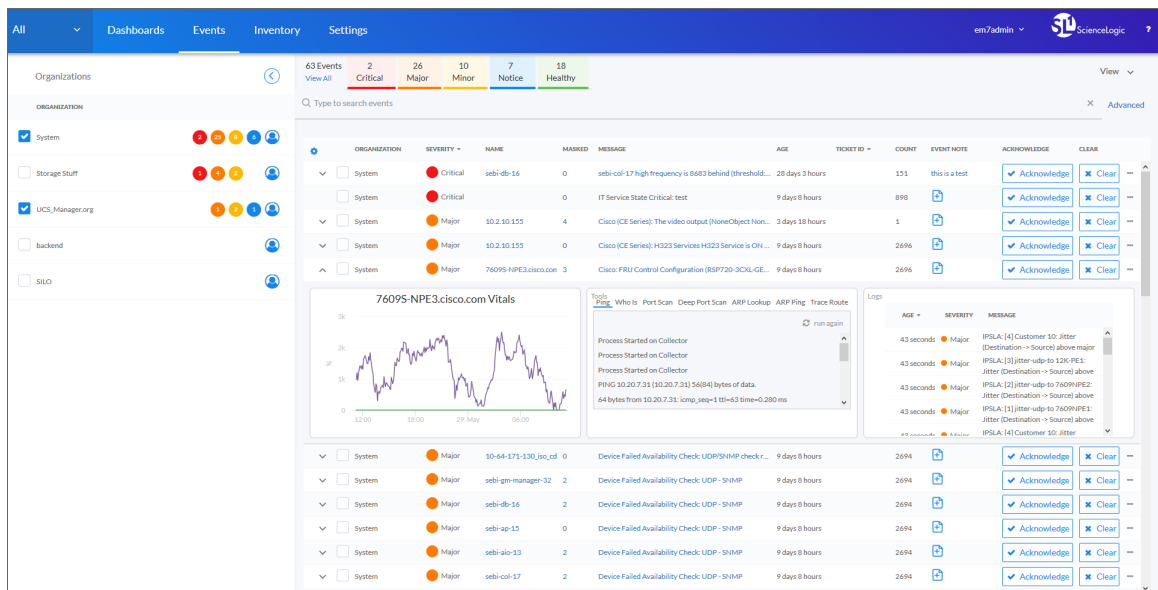 All
Dashboards
Events
Inventory
Settings
em7admin
SL1 ScienceLogic
?
Organizations
ORGANIZATION
System
2 25 8 6
Storage Stuff
1 4 2
UCS_Manager.org
1 2 1
backend
SILO
63 Events
View All
2 Critical
26 Major
10 Minor
7 Notice
18 Healthy
View
Type to search events
Advanced
ORGANIZATION SEVERITY NAME MASKED MESSAGE AGE TICKET ID COUNT EVENT NOTE ACKNOWLEDGE CLEAR
System Critical sebi-db-16 0 sebi-col-17 high frequency is 8683 behind (threshold:... 28 days 3 hours 151 this is a test Acknowledge Clear
System Critical 0 IT Service State Critical: test 9 days 8 hours 898 Acknowledge Clear
System Major 10.2.10.155 4 Cisco (CE Series): The video output (NoneObject Non... 3 days 18 hours 1 Acknowledge Clear
System Major 10.2.10.155 0 Cisco (CE Series): H323 Services H323 Service is ON ... 9 days 8 hours 2696 Acknowledge Clear
System Major 7609S-NPE3.cisco.con 3 Cisco: FRU Control Configuration (RSP720-3CXL-GE... 9 days 8 hours 2696 Acknowledge Clear
7609S-NPE3.cisco.com Vitals
3k
2k
1k
0
%
12:00 18:00 29. May 06:00
Tools
Ping Who Is Port Scan Deep Port Scan ARP Lookup ARP Ping Trace Route
run again
Process Started on Collector
Process Started on Collector
Process Started on Collector
PING 10.20.7.31 (10.20.7.31) 56(84) bytes of data.
64 bytes from 10.20.7.31: icmp_seq=1 ttl=63 time=0.280 ms
Logs
AGE SEVERITY MESSAGE
43 seconds Major IPSLA: [4] Customer 10: Jitter
(Destination -> Source) above major
43 seconds Major IPSLA: [3] jitter-udp-to 12K-PE1:
Jitter (Destination -> Source) above
43 seconds Major IPSLA: [2] jitter-udp-to 7609NPE2:
Jitter (Destination -> Source) above
43 seconds Major IPSLA: [1] jitter-udp-to 7609NPE1:
Jitter (Destination -> Source) above
43 seconds Major IPSLA: [4] Customer 10: Jitter
System Major 10-64-171-130_iso_cd 0 Device Failed Availability Check: UDP/SNMP check r... 9 days 8 hours 2694 Acknowledge Clear
System Major sebi-gm-manager-32 2 Device Failed Availability Check: UDP - SNMP 9 days 8 hours 2694 Acknowledge Clear
System Major sebi-db-16 2 Device Failed Availability Check: UDP - SNMP 9 days 8 hours 2694 Acknowledge Clear
System Major sebi-ap-15 0 Device Failed Availability Check: UDP - SNMP 9 days 8 hours 2694 Acknowledge Clear
System Major sebi-aio-13 2 Device Failed Availability Check: UDP - SNMP 9 days 8 hours 2694 Acknowledge Clear
System Major sebi-col-17 2 Device Failed Availability Check: UDP - SNMP 9 days 8 hours 2694 Acknowledge Clear